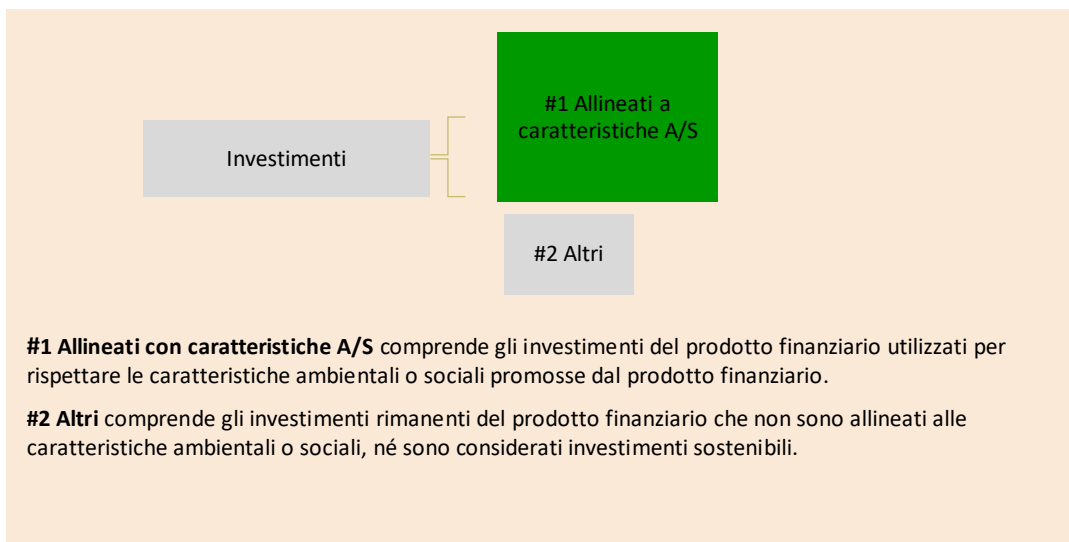 #1 Allineati a
caratteristiche A/S
Investimenti
#2 Altri
#1 Allineati con caratteristiche A/S comprende gli investimenti del prodotto finanziario utilizzati per
rispettare le caratteristiche ambientali o sociali promosse dal prodotto finanziario.
#2 Altri comprende gli investimenti rimanenti del prodotto finanziario che non sono allineati alle
caratteristiche ambientali o sociali, né sono considerati investimenti sostenibili.